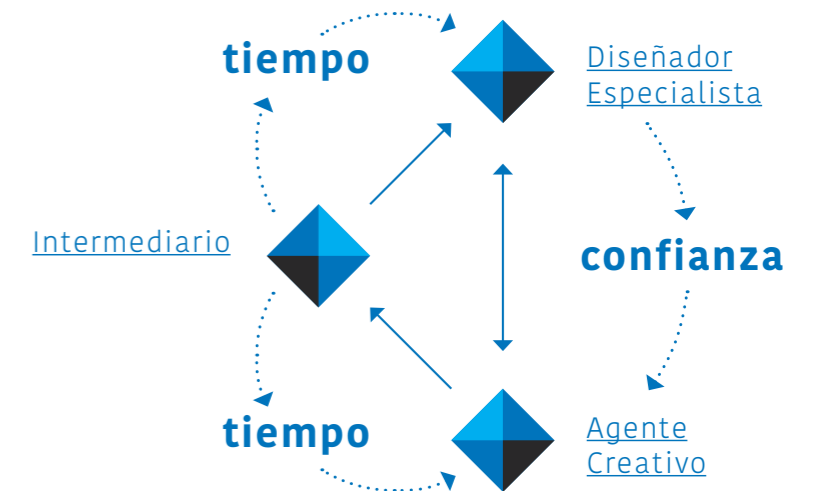 tiempo
Diseñador
Especialista
Intermediario
confianza
tiempo
Agente
Creativo